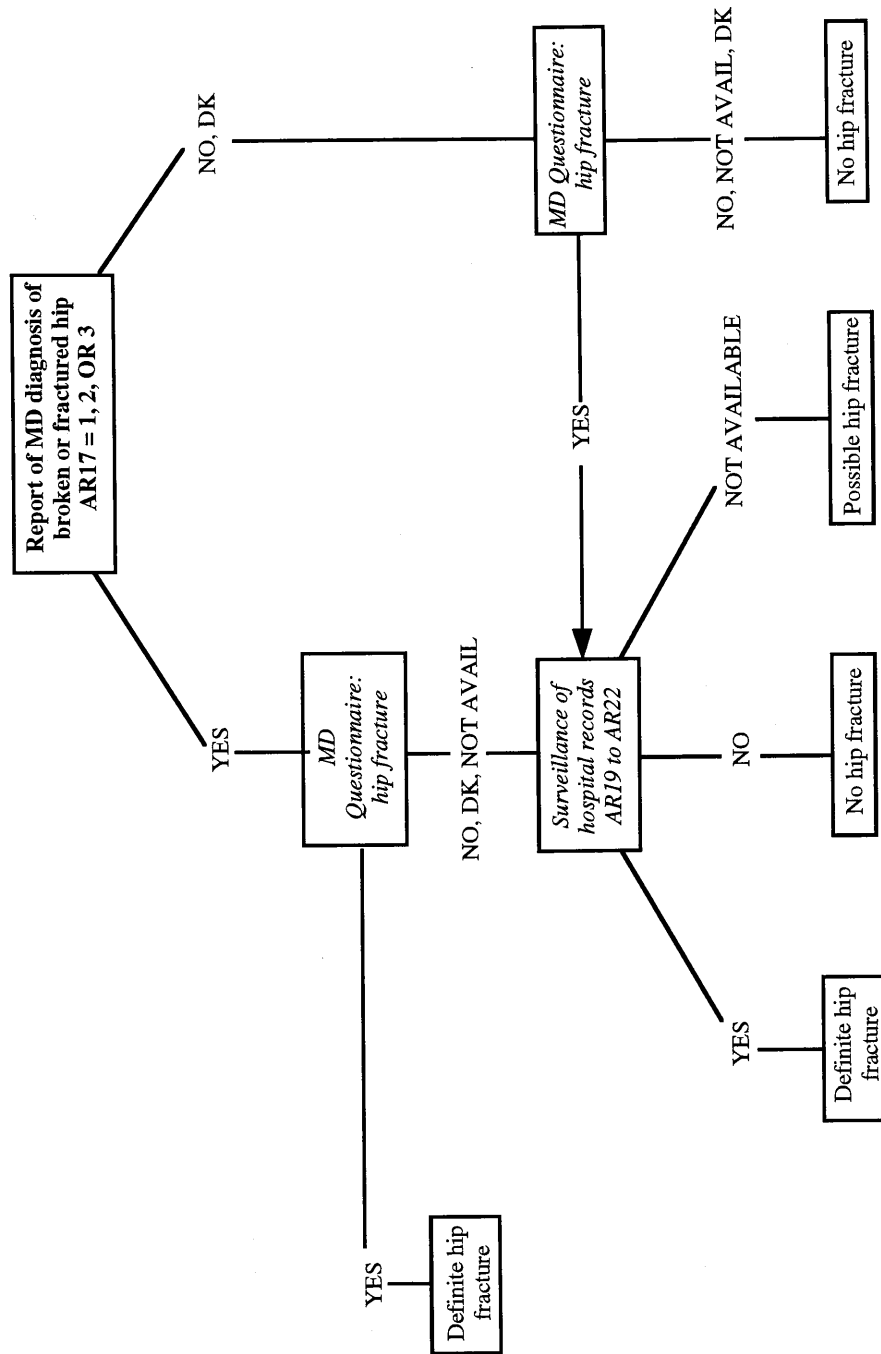 Report of MD diagnosis of
broken or fractured hip
AR17 = 1, 2, OR 3
YES
NO, DK
MD
Questionnaire:
hip fracture
YES
Definite hip
fracture
NO, DK, NOT AVAIL
MD Questionnaire:
hip fracture
YES
NO, NOT AVAIL, DK
No hip fracture
Surveillance of
hospital records
AR19 to AR22
YES
NO
NOT AVAILABLE
Definite hip
fracture
No hip fracture
Possible hip fracture